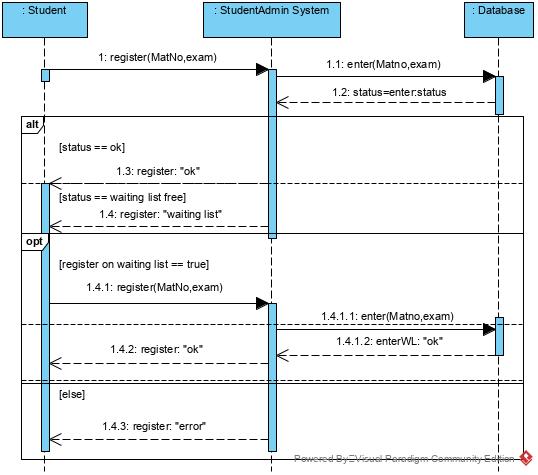 : Student
: StudentAdmin System
: Database
1: register(MatNo,exam)
1.1: enter(Matno,exam)
1.2: status=enter:status
alt
[status == ok]
1.3: register: "ok"
[status == waiting list free]
1.4: register: "waiting list"
opt
[register on waiting list == true]
1.4.1: register(MatNo,exam)
1.4.1.1: enter(Matno,exam)
1.4.1.2: enterWL: "ok"
1.4.2: register: "ok"
[else]
1.4.3: register: "error"
Powered By Visual Paradigm Community Edition